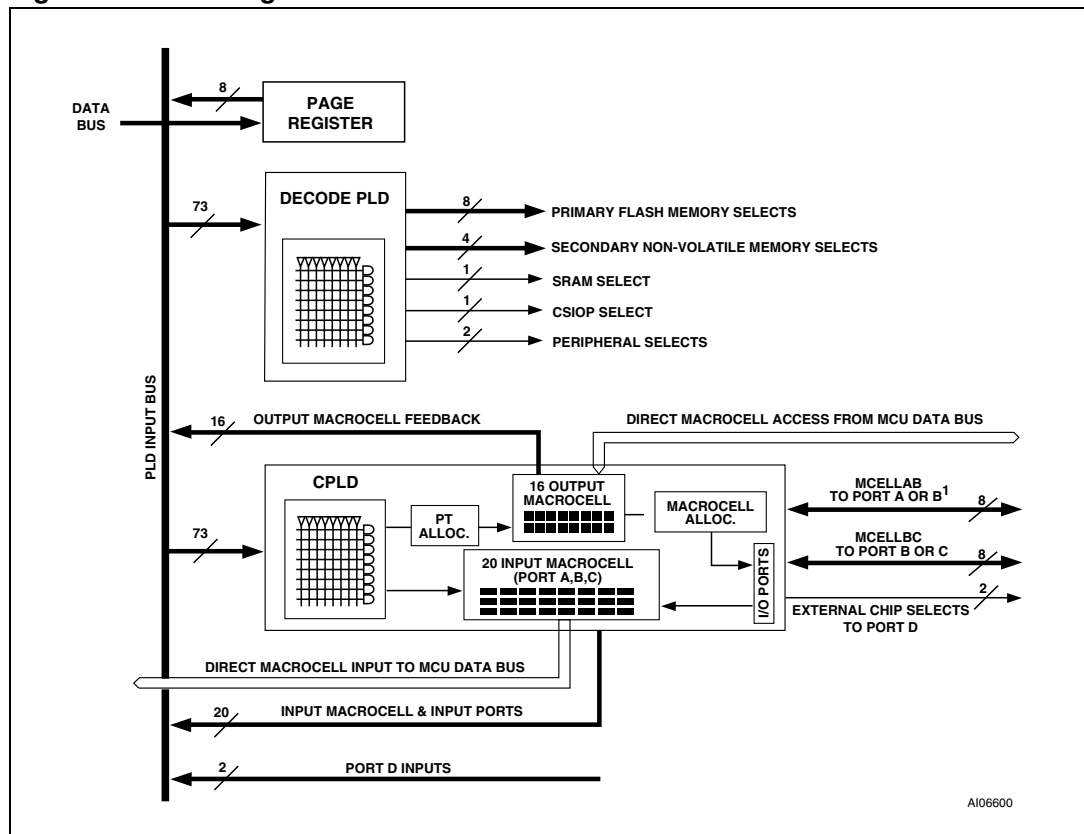 8
DATA
BUS
PAGE
REGISTER
73
DECODE PLD
8
PRIMARY FLASH MEMORY SELECTS
4
SECONDARY NON-VOLATILE MEMORY SELECTS
1
SRAM SELECT
1
CSIOP SELECT
2
PERIPHERAL SELECTS
PLD INPUT BUS
16
OUTPUT MACROCELL FEEDBACK
DIRECT MACROCELL ACCESS FROM MCU DATA BUS
CPLD
73
PT
ALLOC.
16 OUTPUT
MACROCELL
MACROCELL
ALLOC.
20 INPUT MACROCELL
(PORT A,B,C)
I/O PORTS
MCELLAB
TO PORT A OR B1
8
MCELLBC
TO PORT B OR C
8
2
EXTERNAL CHIP SELECTS
TO PORT D
DIRECT MACROCELL INPUT TO MCU DATA BUS
20
INPUT MACROCELL & INPUT PORTS
2
PORT D INPUTS
AI06600